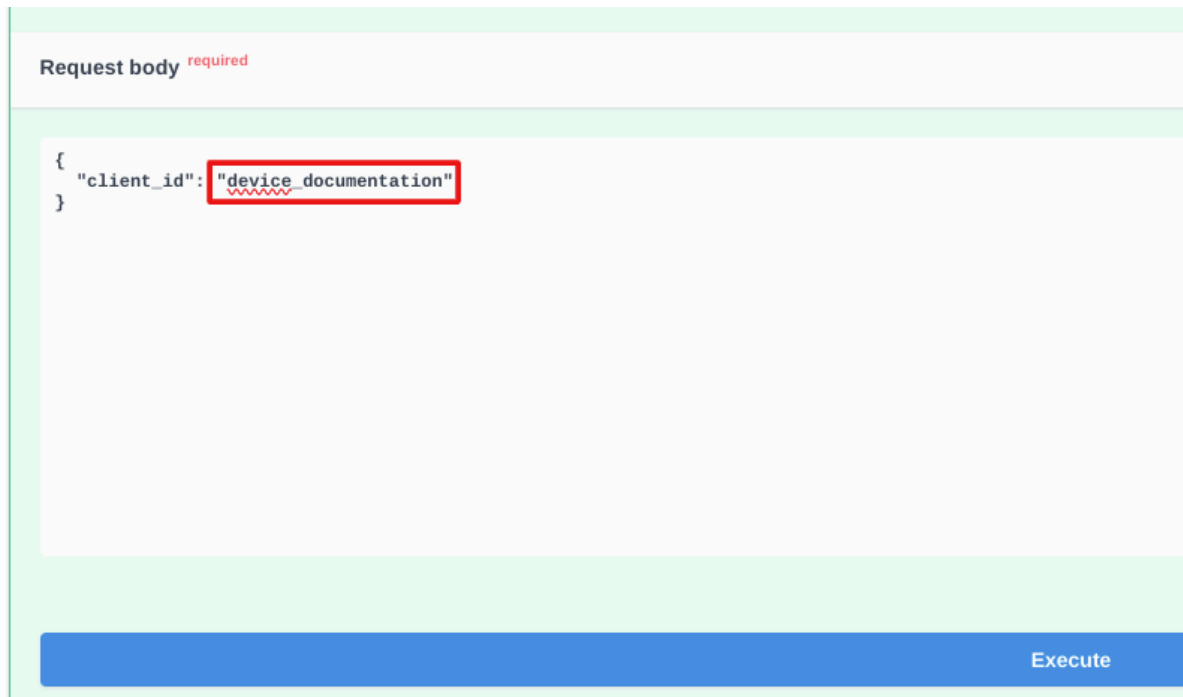 Request body required
{
  "client_id": "device_documentation"
}
Execute